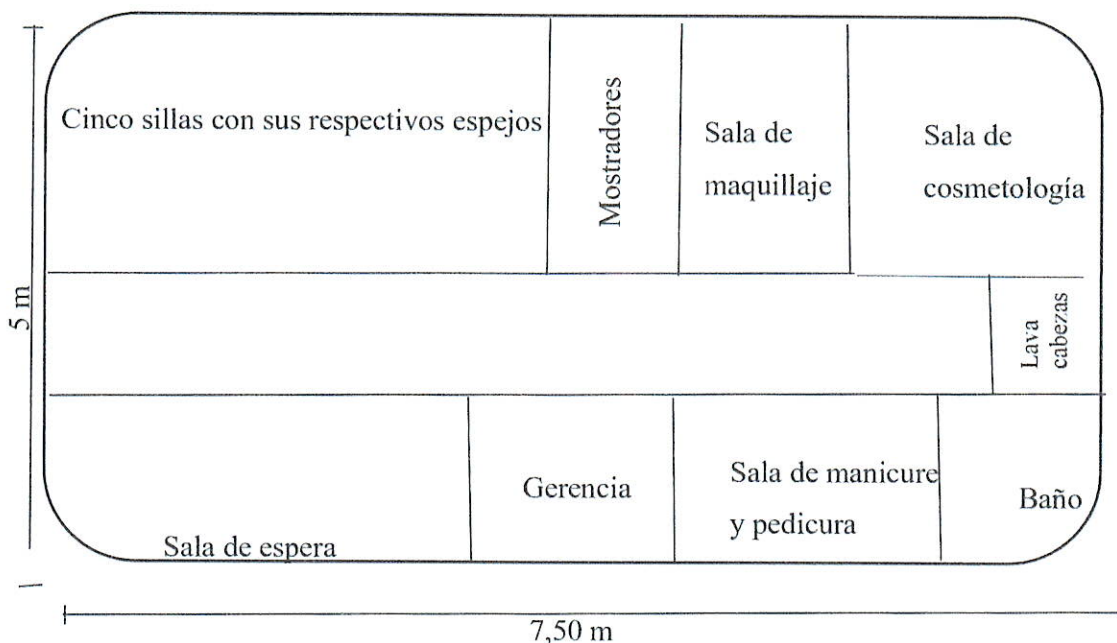 Cinco sillas con sus respectivos espejos
Mostradores
Sala de
maquillaje
Sala de
cosmetología
5 m
Lava
cabezas
Sala de espera
Gerencia
Sala de manicure
y pedicura
Baño
7,50 m